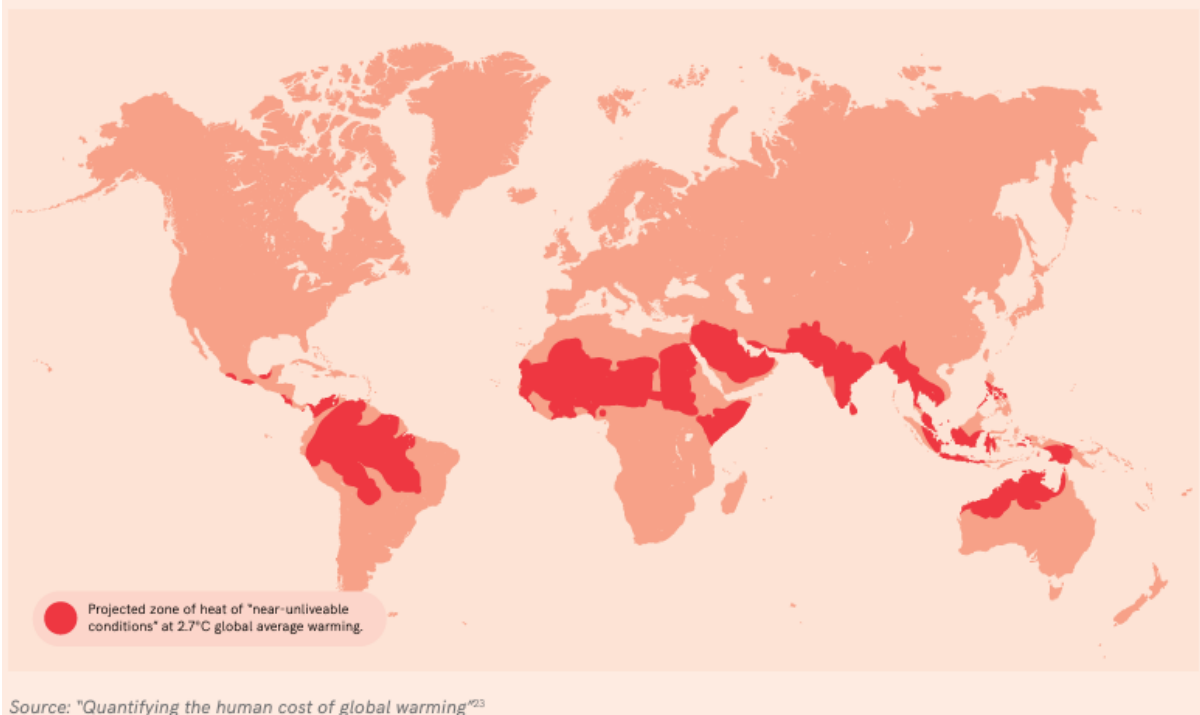 Projected zone of heat of "near-unliveable
conditions" at 2.7°C global average warming.
Source: "Quantifying the human cost of global warming"²³